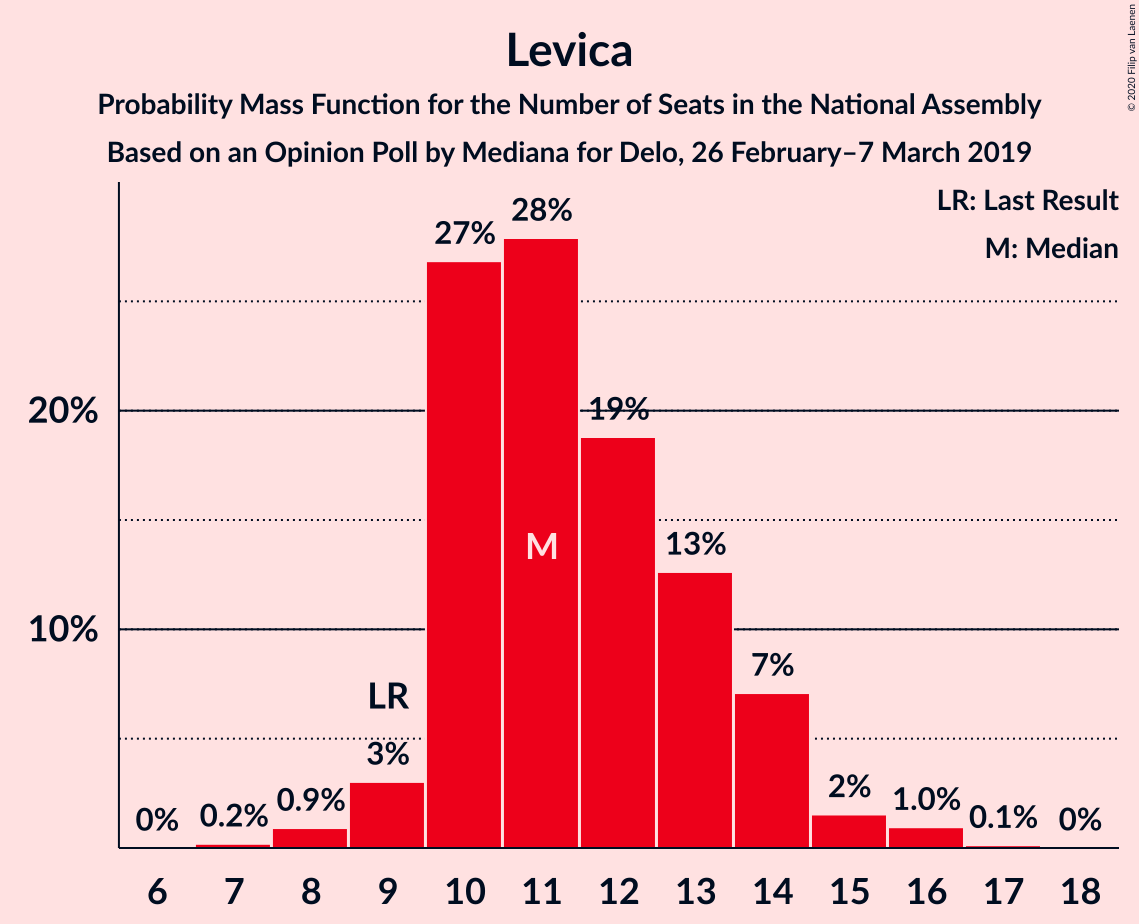 Levica
Probability Mass Function for the Number of Seats in the National Assembly
Based on an Opinion Poll by Mediana for Delo, 26 February–7 March 2019
© 2020 Filip van Laenen
LR: Last Result
M: Median
20%
10%
0%
0.2%
0.9%
3%
LR
27%
28%
M
19%
13%
7%
2%
1.0%
0.1%
0%
6 7 8 9 10 11 12 13 14 15 16 17 18